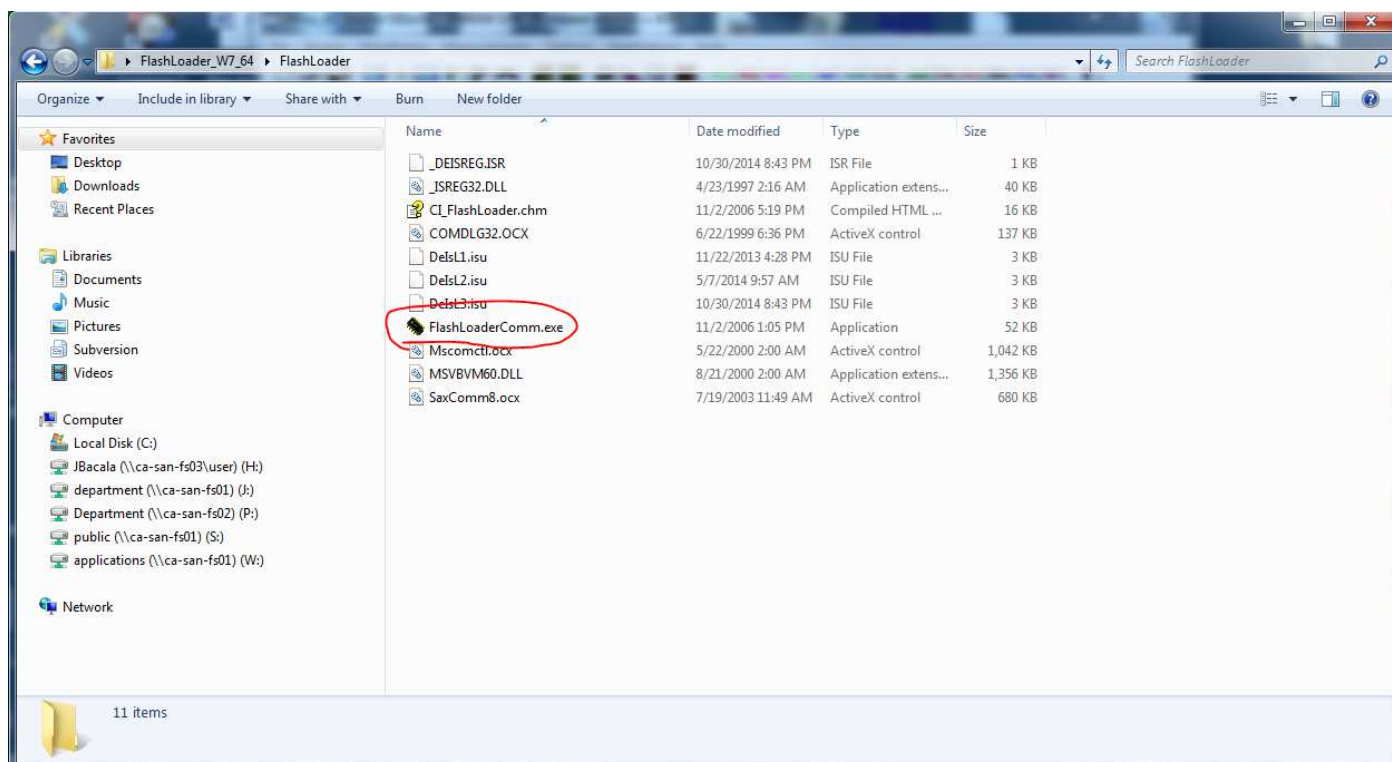 FlashLoader_W7_64 FlashLoader
Search FlashLoader
Organize Include in library Share with Burn New folder
Name Date modified Type Size
Favorites
Desktop
Downloads
Recent Places
Libraries
Documents
Music
Pictures
Subversion
Videos
Computer
Local Disk (C:)
JBacala (\\ca-san-fs03\user) (H:)
department (\\ca-san-fs01) (J:)
Department (\\ca-san-fs02) (P:)
public (\\ca-san-fs01) (S:)
applications (\\ca-san-fs01) (W:)
Network
_DEISREG.ISR 10/30/2014 8:43 PM ISR File 1 KB
_ISREG32.DLL 4/23/1997 2:16 AM Application extens... 40 KB
CI_FlashLoader.chm 11/2/2006 5:19 PM Compiled HTML ... 16 KB
COMDLG32.OCX 6/22/1999 6:36 PM ActiveX control 137 KB
DeIsL1.isu 11/22/2013 4:28 PM ISU File 3 KB
DeIsL2.isu 5/7/2014 9:57 AM ISU File 3 KB
DeIsL3.isu 10/30/2014 8:43 PM ISU File 3 KB
FlashLoaderComm.exe 11/2/2006 1:05 PM Application 52 KB
Mscomctl.ocx 5/22/2000 2:00 AM ActiveX control 1,042 KB
MSVBVM60.DLL 8/21/2000 2:00 AM Application extens... 1,356 KB
SaxComm8.ocx 7/19/2003 11:49 AM ActiveX control 680 KB
11 items